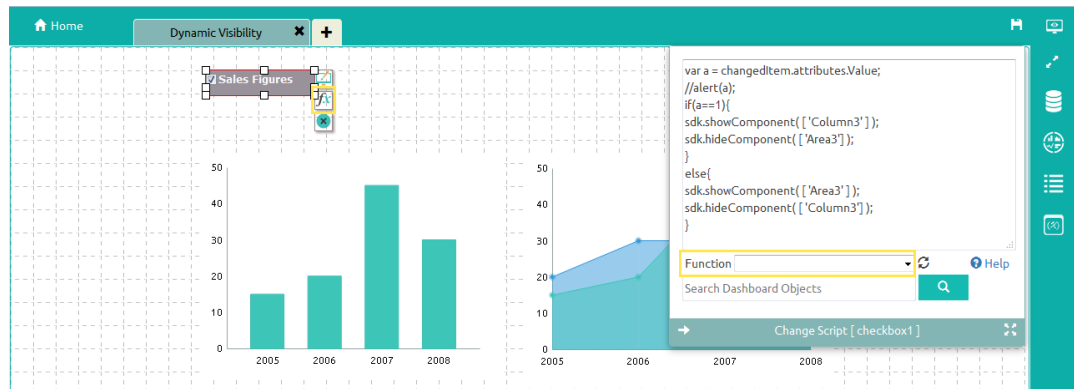 Home
Dynamic Visibility
Sales Figures
fx
var a = changedItem.attributes.Value;
//alert(a);
if(a==1){
sdk.showComponent( ['Column3']);
sdk.hideComponent( ['Area3']);
}
else{
sdk.showComponent( ['Area3'] );
sdk.hideComponent( ['Column3']);
}
Function
Help
Search Dashboard Objects
Change Script [ checkbox1 ]
50
40
30
20
10
0
2005 2006 2007 2008
50
40
30
20
10
0
2005 2006 2007 2008